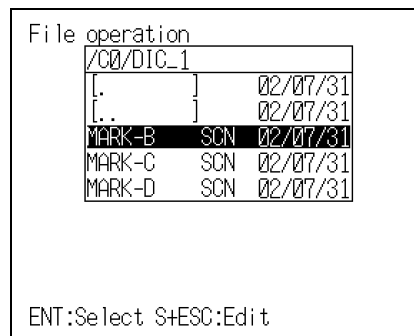 File operation
/C0/DIC_1
[. ] 02/07/31
[.. ] 02/07/31
MARK-B SCN 02/07/31
MARK-C SCN 02/07/31
MARK-D SCN 02/07/31
ENT:Select S+ESC:Edit